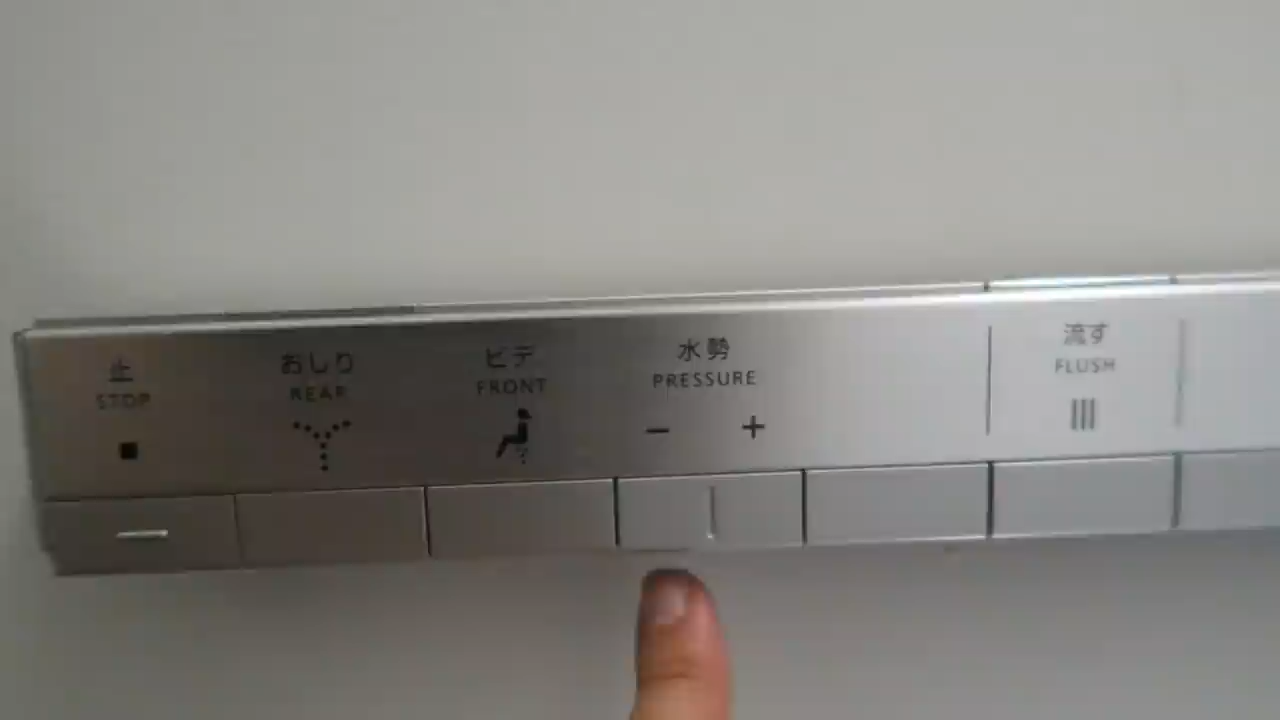 止
STOP
おしり
REAR
ビデ
FRONT
水勢
PRESSURE
- +
流す
FLUSH